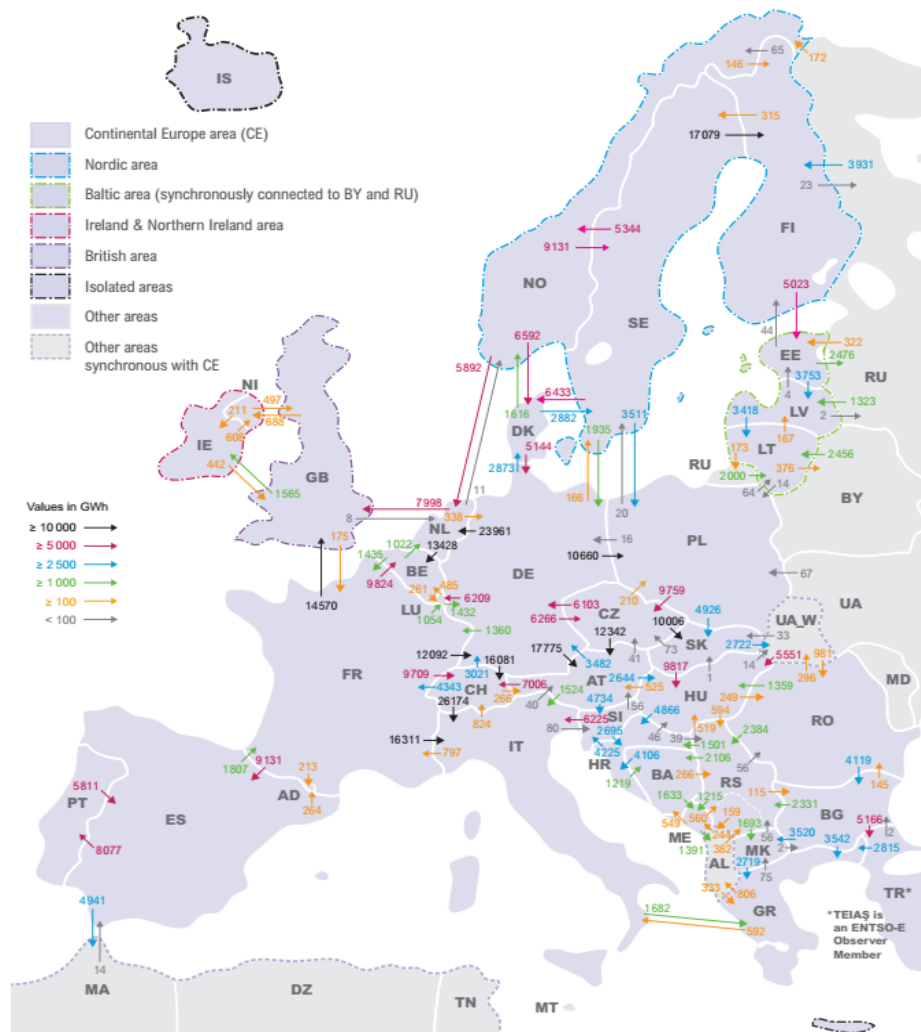 IS
Continental Europe area (CE)
Nordic area
Baltic area (synchronously connected to BY and RU)
Ireland & Northern Ireland area
British area
Isolated areas
Other areas
Other areas
synchronous with CE
65
146
172
315
17079
3931
23
FI
5344
9131
NO
SE
5023
44
6592
5892
EE
322
2476
RU
3753
4
NI
497
211
688
606
IE
442
1565
GB
1616
6433
2882
DK
5144
2873
1935
3511
3418
LV
1323
2
167
LT
173
2456
376
RU
2000
64
14
BY
Values in GWh
≥ 10 000
≥ 5 000
≥ 2 500
≥ 1 000
≥ 100
< 100
11
7998
8
338
NL
23961
175
1022
13428
1435
BE
9824
14570
166
20
16
10660
PL
DE
67
261
485
6209
LU
1054
1432
1360
210
9759
6103
6266
CZ
4926
10006
12342
SK
UA_W
33
2722
UA
FR
12092
3021
16081
17775
3482
41
73
14
5551
981
296
MD
9709
4343
CH
7006
266
26174
824
40
1524
AT
2644
525
9817
1
HU
249
1359
4734
56
SI
4866
594
519
RO
16311
797
IT
80
6225
2695
4225
46
39
1501
2384
HR
4106
2106
1219
BA
266
56
RS
4119
145
9131
1807
213
AD
264
5811
PT
ES
8077
1633
1215
115
2331
BG
549
560
159
ME
244
1693
56
5166
2
382
MK
2
3520
3542
2815
1391
AL
2719
75
TR*
333
806
GR
1682
592
4941
14
MA
DZ
TN
MT
*TEIAŞ is
an ENTSO-E
Observer
Member